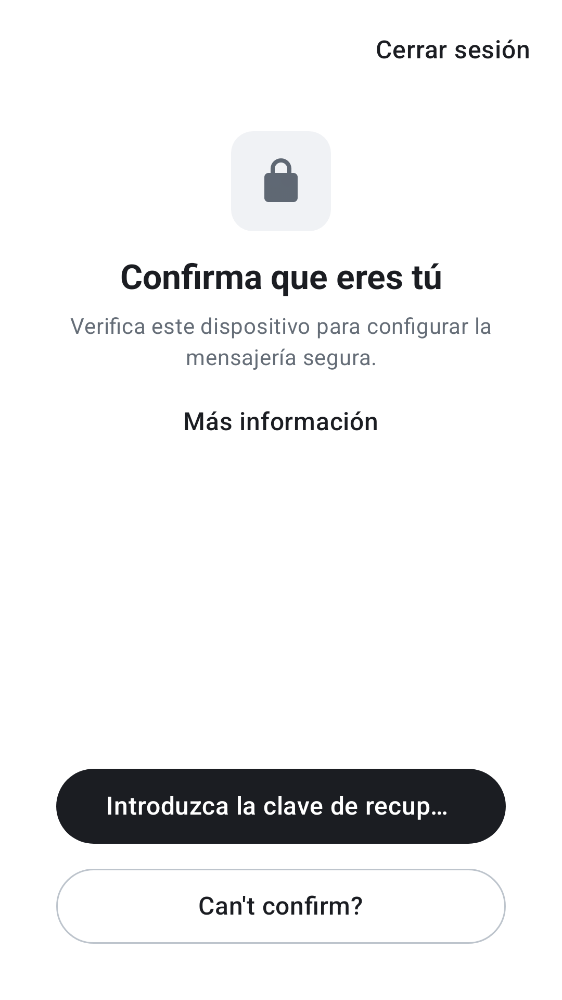 Cerrar sesión
Confirma que eres tú
Verifica este dispositivo para configurar la
mensajería segura.
Más información
Introduzca la clave de recup…
Can't confirm?